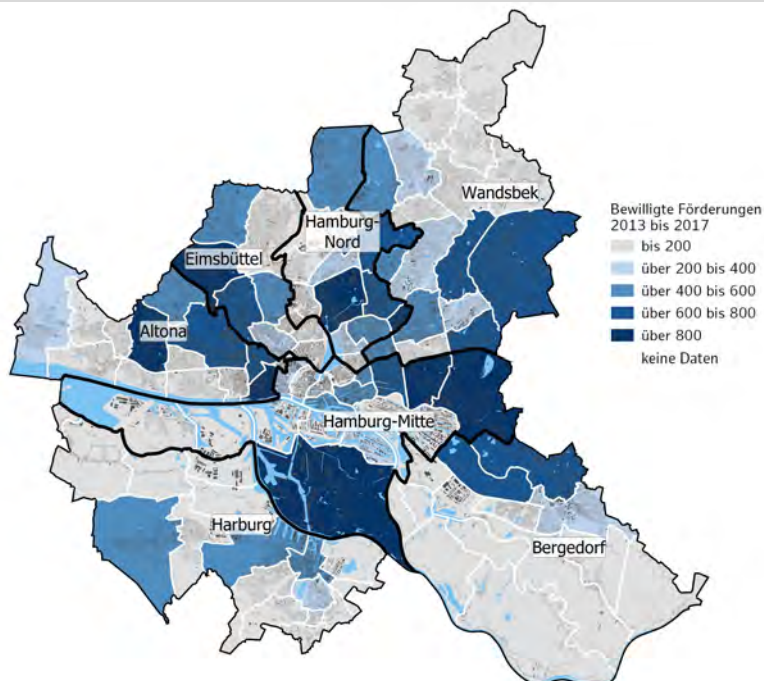 Wandsbek
Hamburg-
Nord
Eimsbüttel
Altona
Hamburg-Mitte
Harburg
Bergedorf
Bewilligte Förderungen
2013 bis 2017
bis 200
über 200 bis 400
über 400 bis 600
über 600 bis 800
über 800
keine Daten